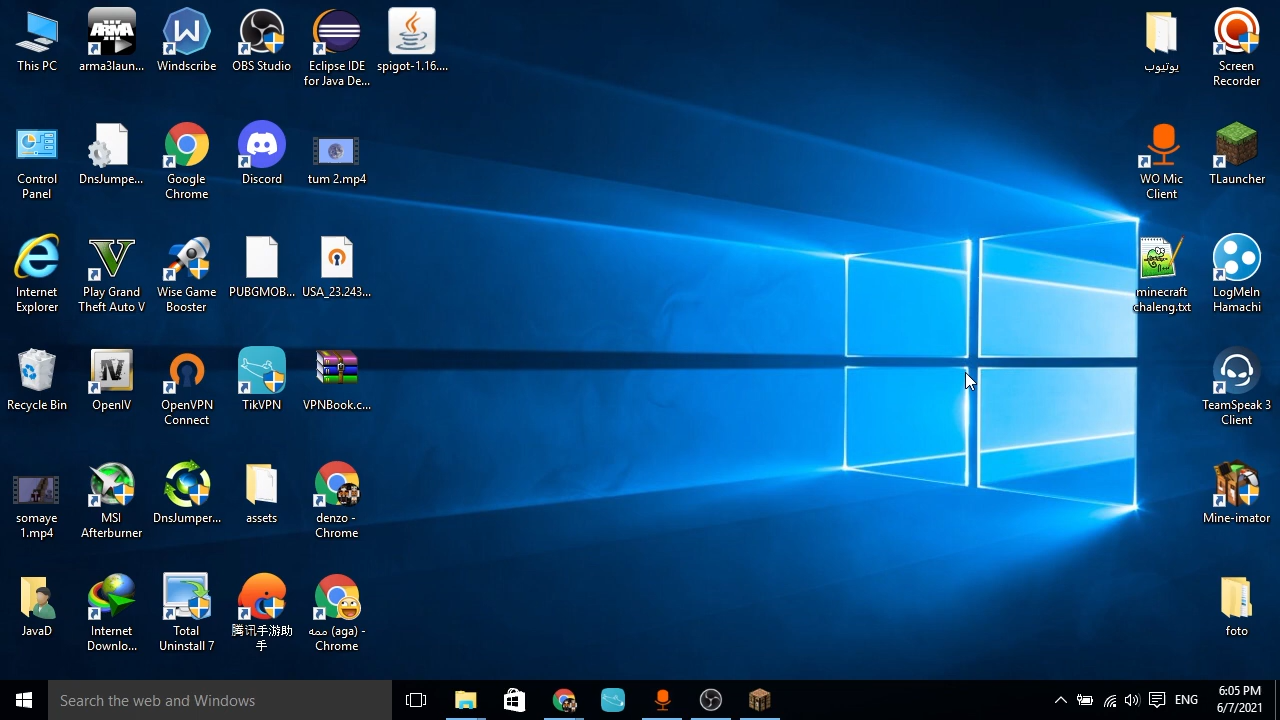 This PC
arma3laun...
Windscribe
OBS Studio
Eclipse IDE
for Java De...
spigot-1.16....
يوتيوب
Screen
Recorder
Control
Panel
DnsJumpe...
Google
Chrome
Discord
tum 2.mp4
WO Mic
Client
TLauncher
Internet
Explorer
Play Grand
Theft Auto V
Wise Game
Booster
PUBGMOB...
USA_23.243...
minecraft
chaleng.txt
LogMeIn
Hamachi
Recycle Bin
OpenIV
OpenVPN
Connect
TikVPN
VPNBook.c...
TeamSpeak 3
Client
somaye
1.mp4
MSI
Afterburner
DnsJumper...
assets
denzo -
Chrome
Mine-imator
JavaD
Internet
Downlo...
Total
Uninstall 7
腾讯手游助
手
ممه (aga) -
Chrome
foto
Search the web and Windows
ENG
6:05 PM
6/7/2021